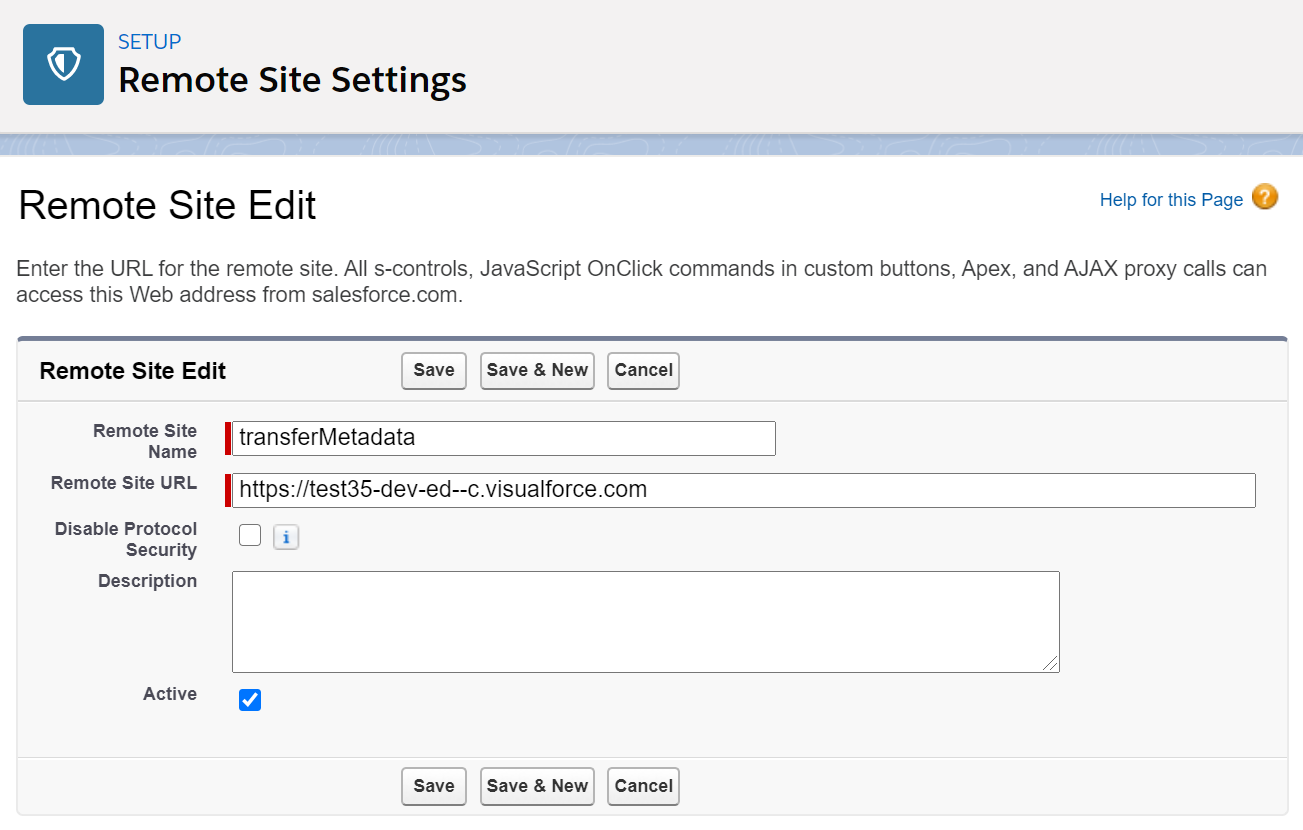 SETUP
Remote Site Settings
Remote Site Edit
Help for this Page ?
Enter the URL for the remote site. All s-controls, JavaScript OnClick commands in custom buttons, Apex, and AJAX proxy calls can
access this Web address from salesforce.com.
Remote Site Edit
Save
Save & New
Cancel
Remote Site
Name
transferMetadata
Remote Site URL
https://test35-dev-ed--c.visualforce.com
Disable Protocol
Security
i
Description
Active
Save
Save & New
Cancel